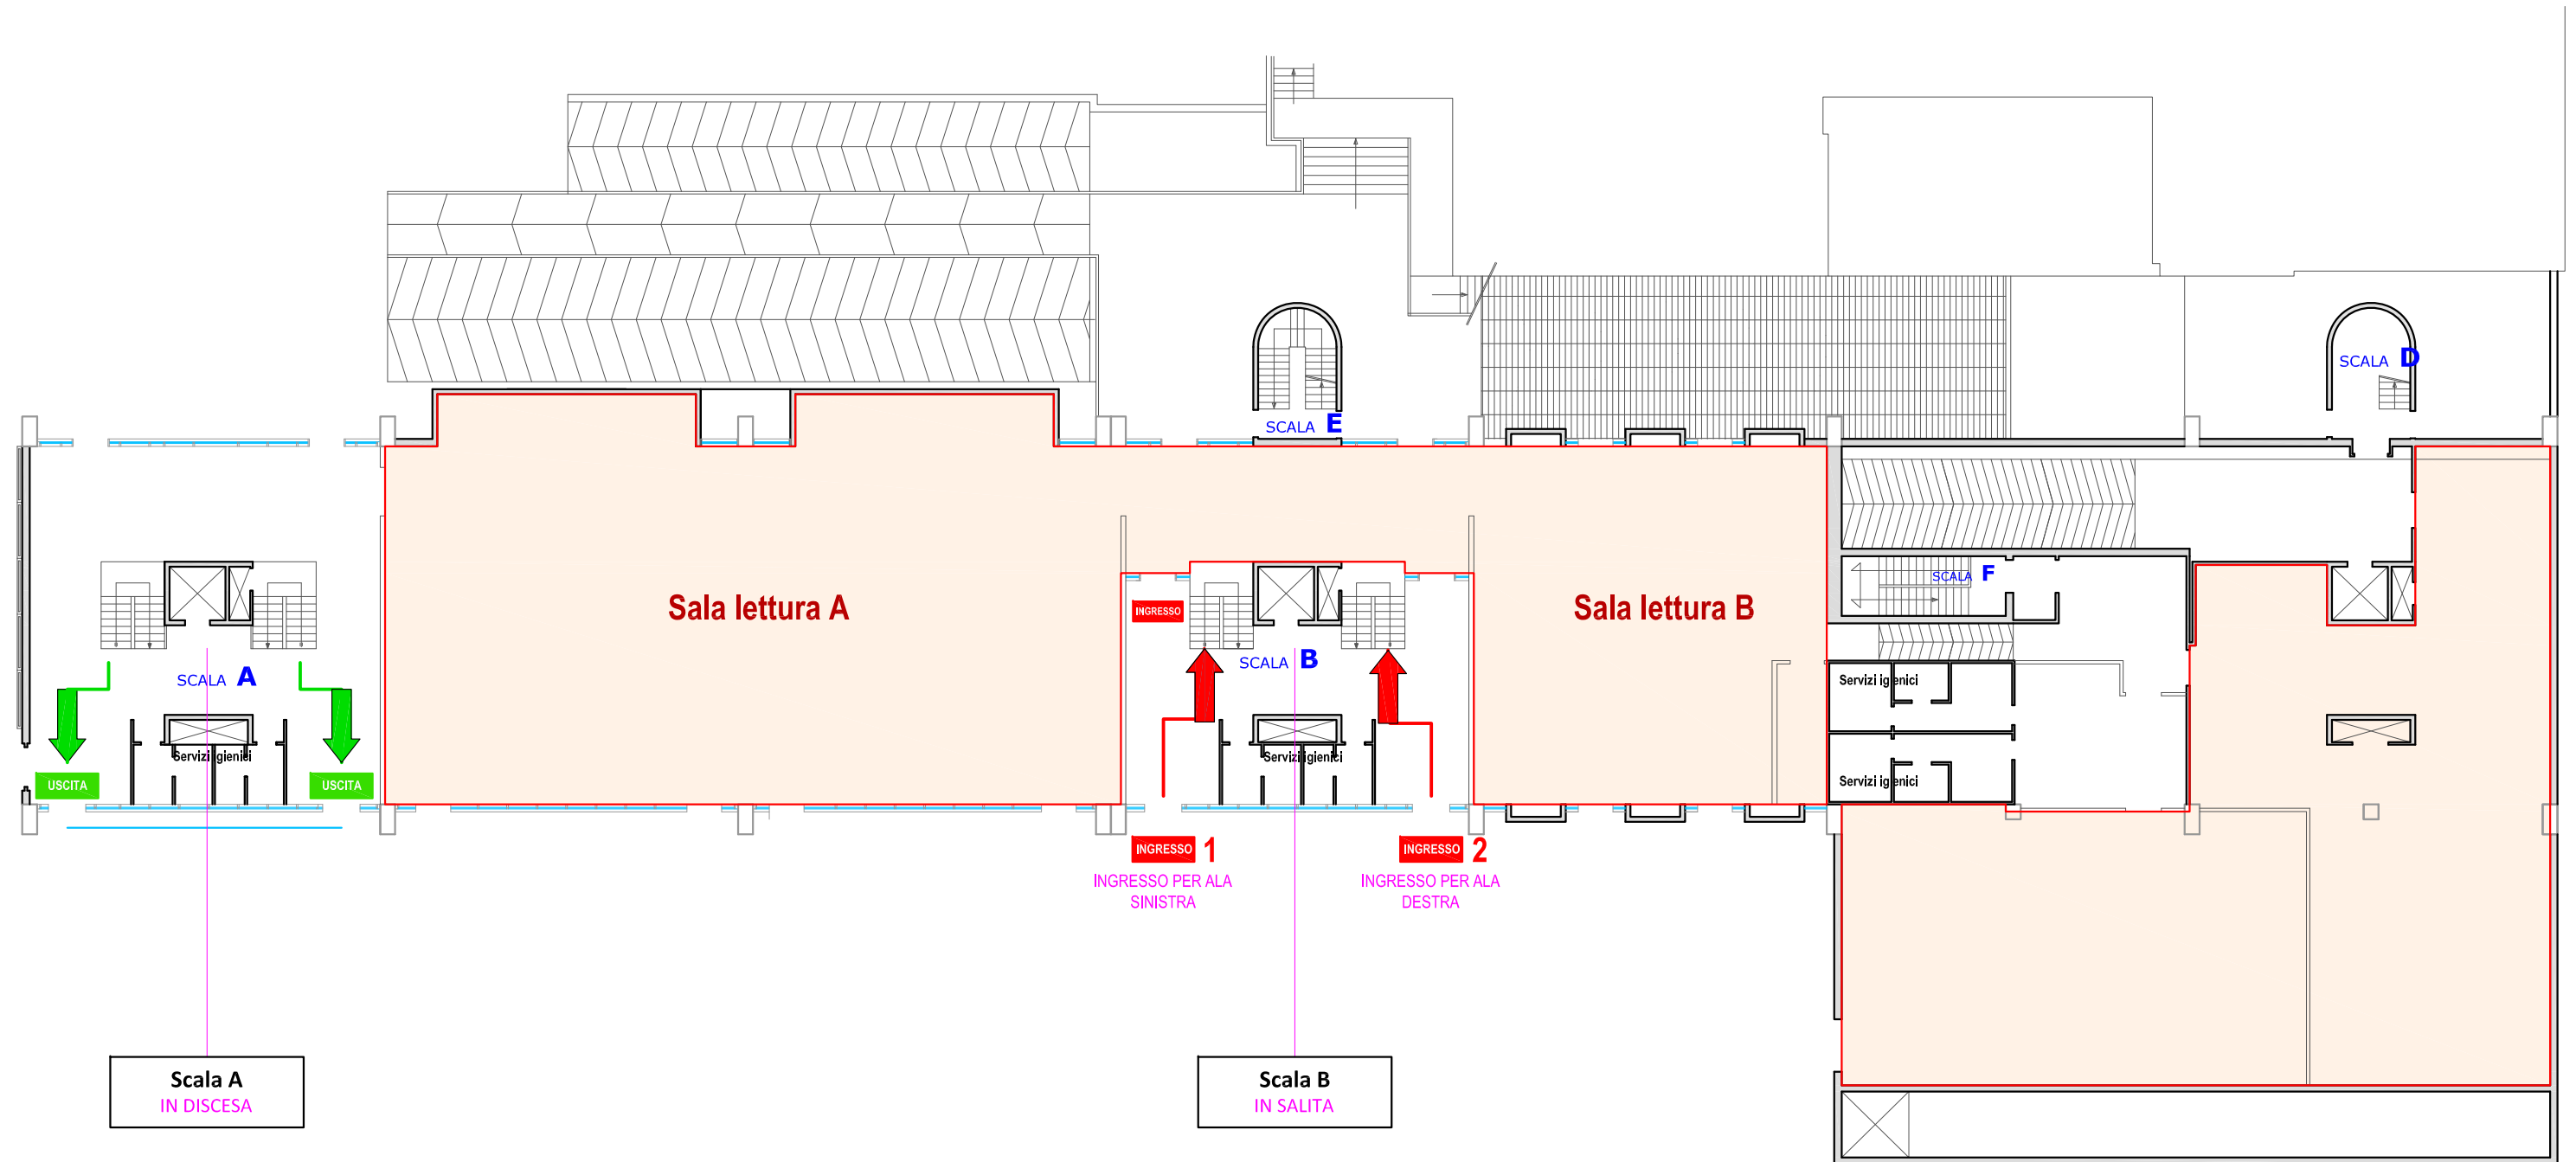 SCALA D
SCALA E
SCALA F
Sala lettura A
INGRESSO
Sala lettura B
SCALA B
SCALA A
Servizi igienici
Servizi igienici
Servizi igienici
Servizi igienici
USCITA
USCITA
INGRESSO 1
INGRESSO PER ALA
SINISTRA
INGRESSO 2
INGRESSO PER ALA
DESTRA
Scala A
IN DISCESA
Scala B
IN SALITA